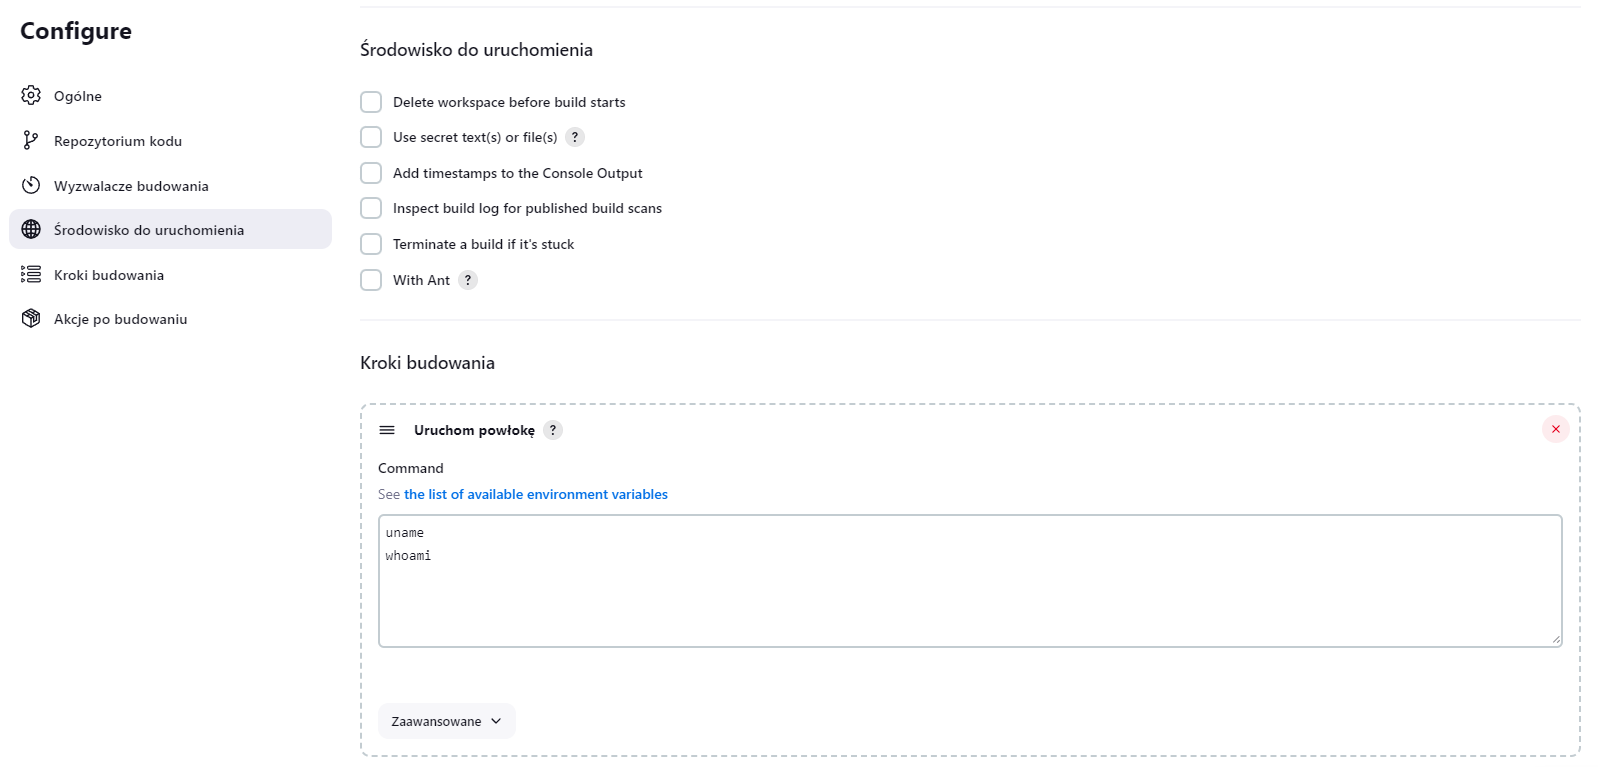 Configure
Ogólne
Repozytorium kodu
Wyzwalacze budowania
Środowisko do uruchomienia
Kroki budowania
Akcje po budowaniu
Środowisko do uruchomienia
Delete workspace before build starts
Use secret text(s) or file(s) ?
Add timestamps to the Console Output
Inspect build log for published build scans
Terminate a build if it's stuck
With Ant ?
Kroki budowania
Uruchom powłokę ?
Command
See the list of available environment variables
uname
whoami
Zaawansowane